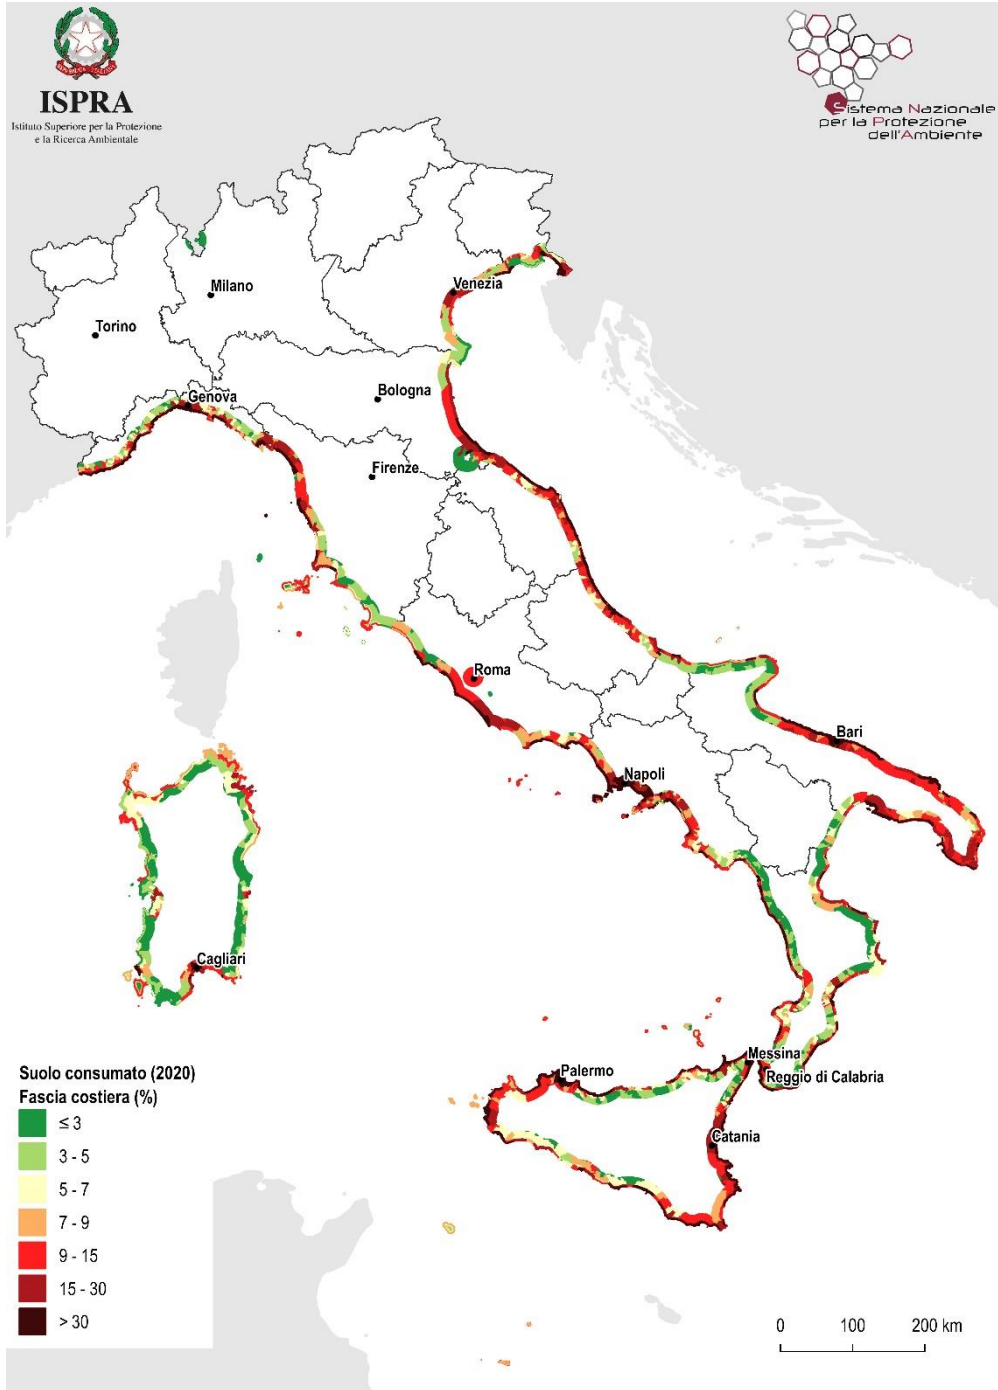 ISPRA
Istituto Superiore per la Protezione
e la Ricerca Ambientale
Sistema Nazionale
per la Protezione
dell'Ambiente
Milano
Venezia
Torino
Bologna
Genova
Firenze
Roma
Bari
Napoli
Cagliari
Messina
Palermo
Reggio di Calabria
Catania
Suolo consumato (2020)
Fascia costiera (%)
≤ 3
3 - 5
5 - 7
7 - 9
9 - 15
15 - 30
> 30
0 100 200 km